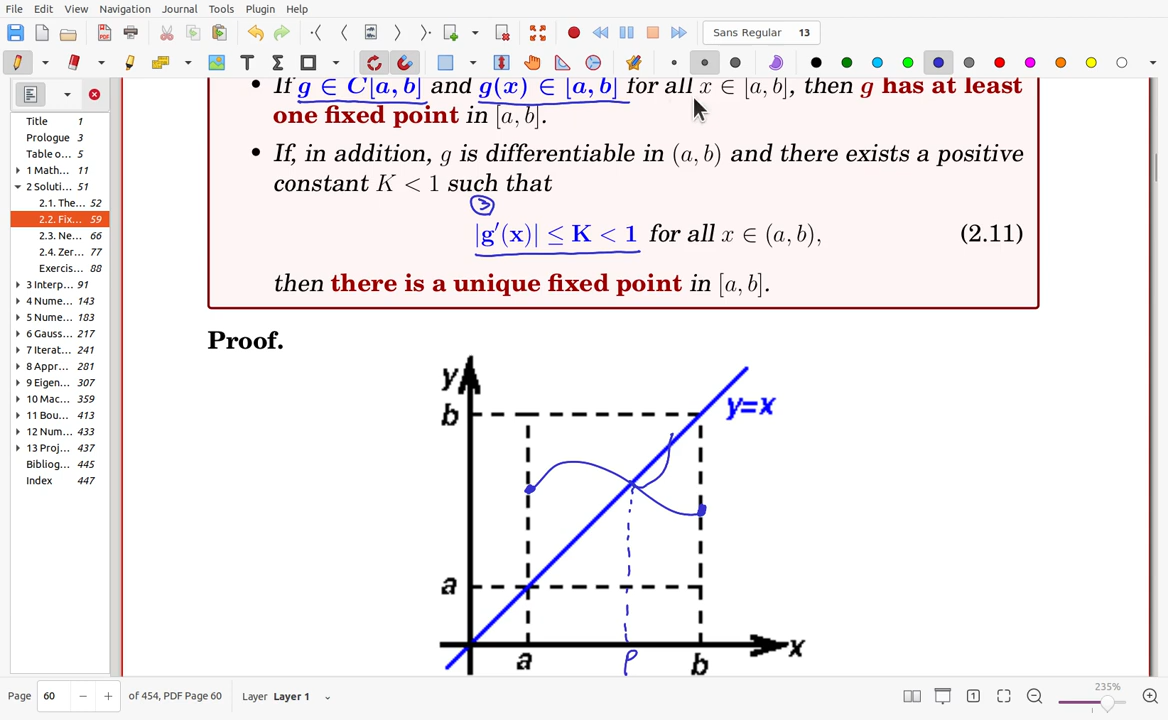 File Edit View Navigation Journal Tools Plugin Help
Sans Regular 13
Title 1
Prologue 3
Table o... 5
1 Math... 11
2 Soluti... 51
2.1. The... 52
2.2. Fix... 59
2.3. Ne... 66
2.4. Zer... 77
Exercis... 88
3 Interp... 91
4 Nume... 143
5 Nume... 183
6 Gauss... 217
7 Iterat... 241
8 Appr... 281
9 Eigen... 307
10 Mac... 359
11 Bou... 413
12 Num... 433
13 Proj... 437
Bibliog... 445
Index 447
• If g ∈ C[a, b] and g(x) ∈ [a, b] for all x ∈ [a, b], then g has at least
one fixed point in [a, b].
• If, in addition, g is differentiable in (a, b) and there exists a positive
constant K < 1 such that
③
|g′(x)| ≤ K < 1 for all x ∈ (a, b), (2.11)
then there is a unique fixed point in [a, b].
Proof.
y
b
y=x
a
a p b x
Page 60 of 454, PDF Page 60 Layer Layer 1 235%